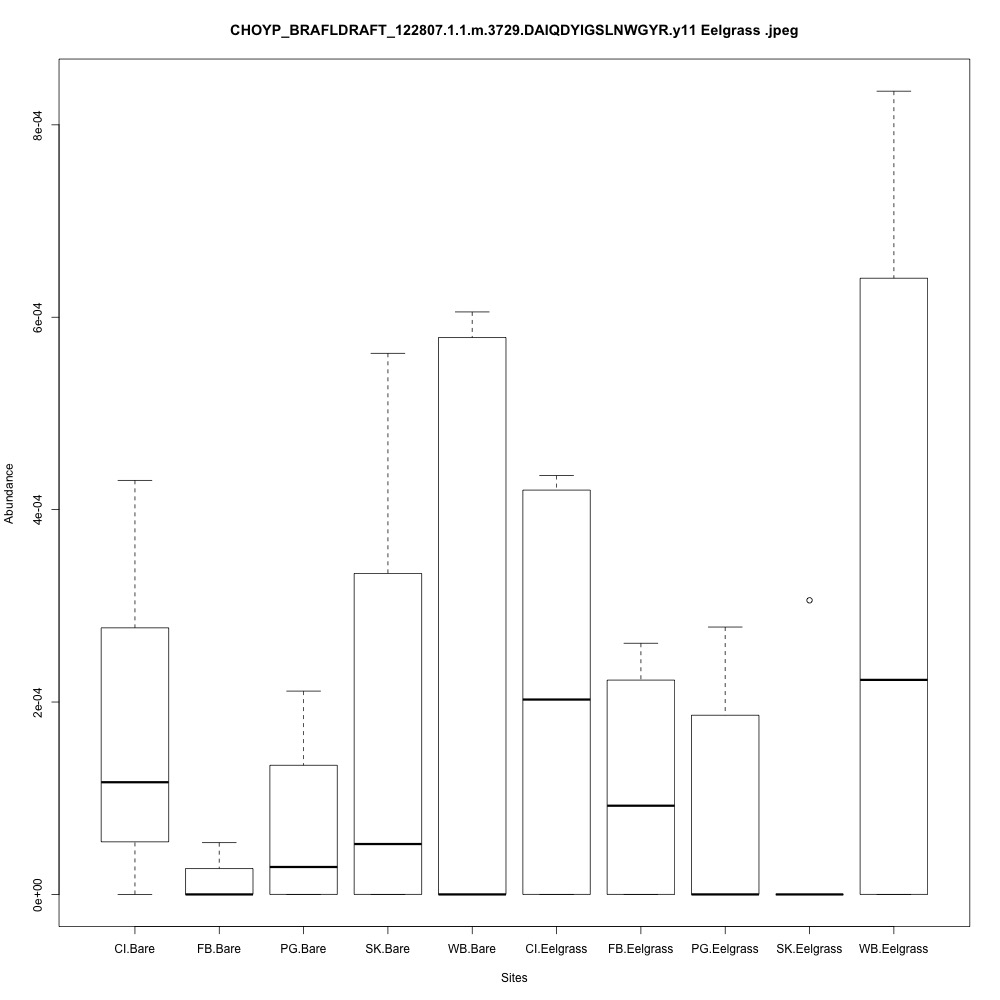 CHOYP_BRAFLDRAFT_122807.1.1.m.3729.DAIQDYIGSLNWGYR.y11 Eelgrass .jpeg
8e-04
6e-04
4e-04
2e-04
0e+00
Abundance
CI.Bare FB.Bare PG.Bare SK.Bare WB.Bare CI.Eelgrass FB.Eelgrass PG.Eelgrass SK.Eelgrass WB.Eelgrass
Sites